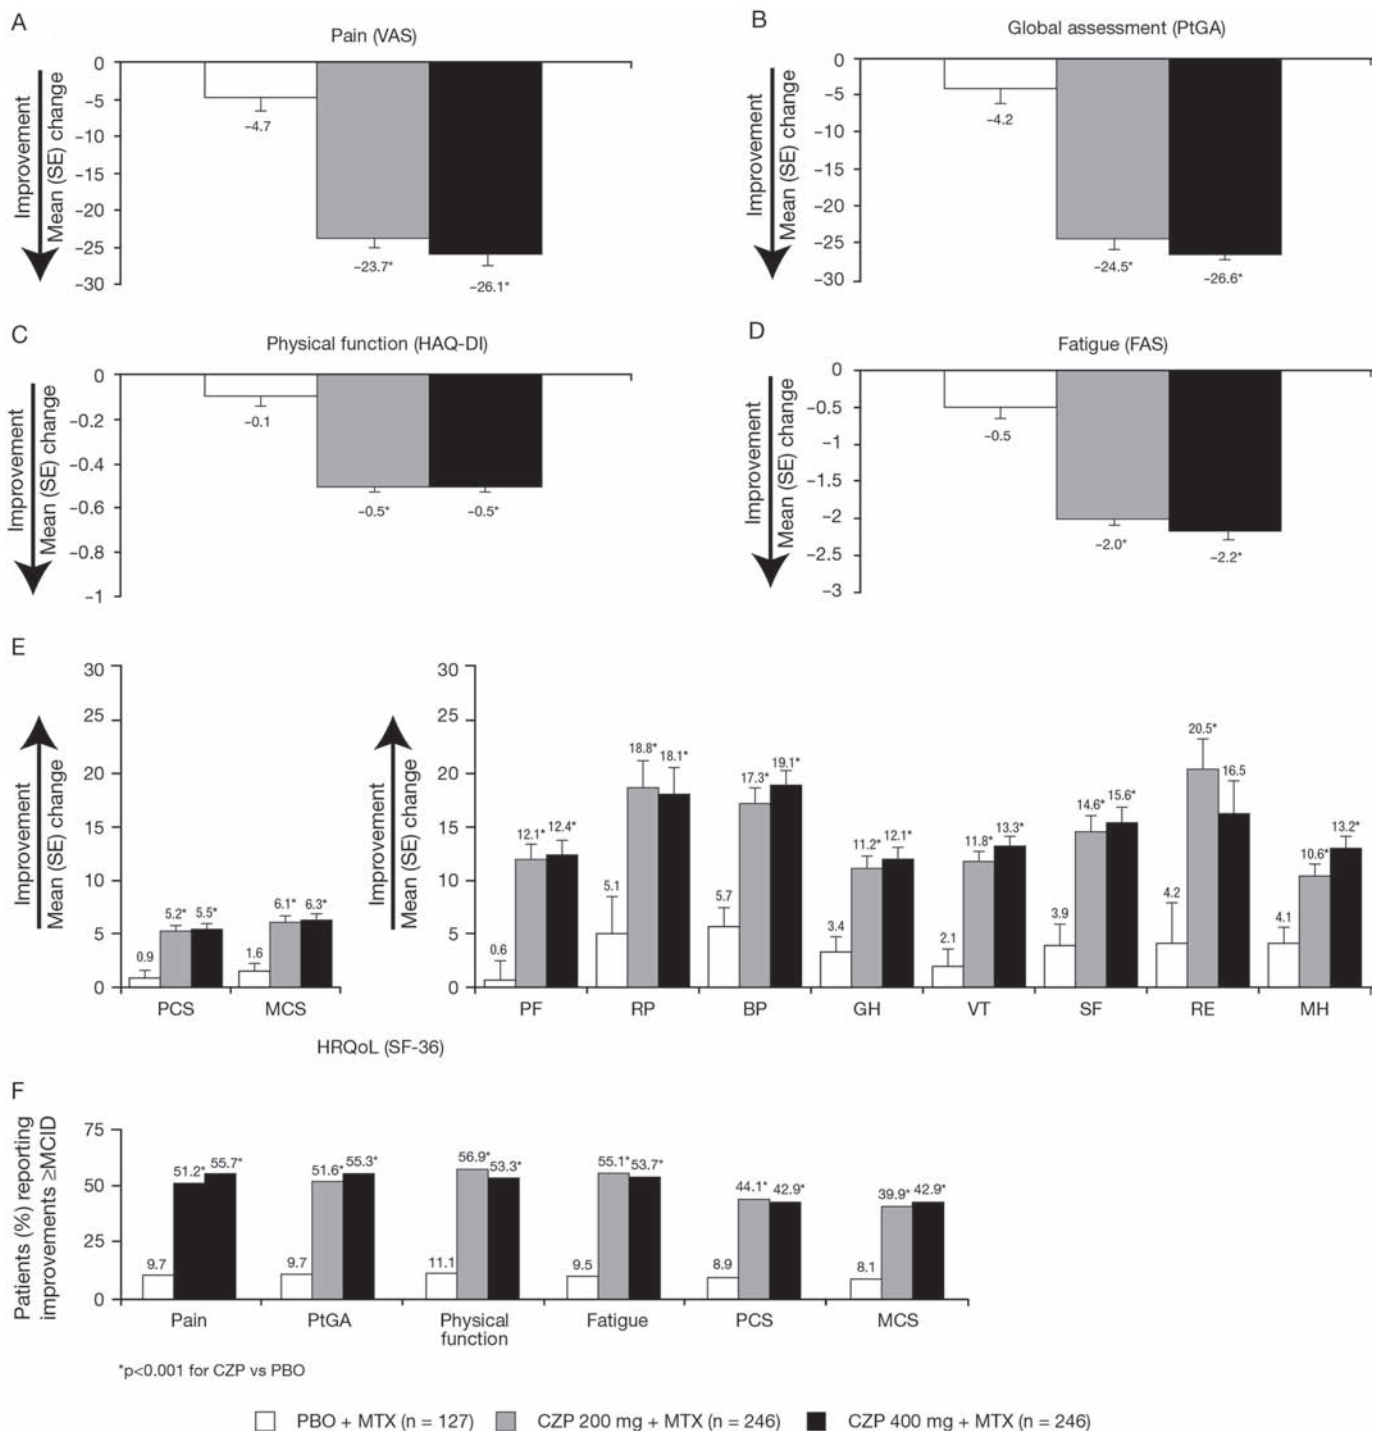 A
Pain (VAS)
Improvement
Mean (SE) change
0
−5
−10
−15
−20
−25
−30
−4.7
−23.7*
−26.1*
B
Global assessment (PtGA)
Improvement
Mean (SE) change
0
−5
−10
−15
−20
−25
−30
−4.2
−24.5*
−26.6*
C
Physical function (HAQ-DI)
Improvement
Mean (SE) change
0
−0.2
−0.4
−0.6
−0.8
−1
−0.1
−0.5*
−0.5*
D
Fatigue (FAS)
Improvement
Mean (SE) change
0
−0.5
−1
−1.5
−2
−2.5
−3
−0.5
−2.0*
−2.2*
E
Improvement
Mean (SE) change
30
25
20
15
10
5
0
0.9
5.2*
5.5*
1.6
6.1*
6.3*
PCS
MCS
Improvement
Mean (SE) change
30
25
20
15
10
5
0
0.6
12.1*
12.4*
5.1
18.8*
18.1*
5.7
17.3*
19.1*
3.4
11.2*
12.1*
2.1
11.8*
13.3*
3.9
14.6*
15.6*
4.2
20.5*
16.5
4.1
10.6*
13.2*
PF
RP
BP
GH
VT
SF
RE
MH
HRQoL (SF-36)
F
Patients (%) reporting
improvements ≥MCID
75
50
25
0
9.7
51.2*
55.7*
9.7
51.6*
55.3*
11.1
56.9*
53.3*
9.5
55.1*
53.7*
8.9
44.1*
42.9*
8.1
39.9*
42.9*
Pain
PtGA
Physical
function
Fatigue
PCS
MCS
*p<0.001 for CZP vs PBO
PBO + MTX (n = 127)
CZP 200 mg + MTX (n = 246)
CZP 400 mg + MTX (n = 246)